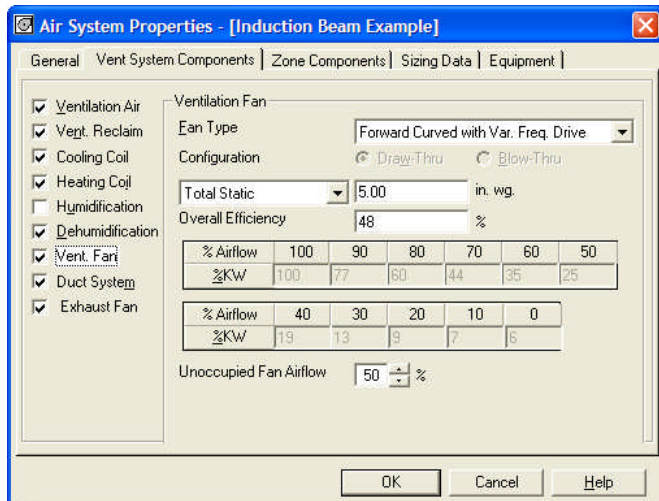 Air System Properties - [Induction Beam Example]
General Vent System Components Zone Components Sizing Data Equipment
Ventilation Air
Vent. Reclaim
Cooling Coil
Heating Coil
Humidification
Dehumidification
Vent. Fan
Duct System
Exhaust Fan
Ventilation Fan
Fan Type Forward Curved with Var. Freq. Drive
Configuration Draw-Thru Blow-Thru
Total Static 5.00 in. wg.
Overall Efficiency 48 %
% Airflow 100 90 80 70 60 50
%KW 100 77 60 44 35 25
% Airflow 40 30 20 10 0
%KW 19 13 9 7 6
Unoccupied Fan Airflow 50 %
OK Cancel Help